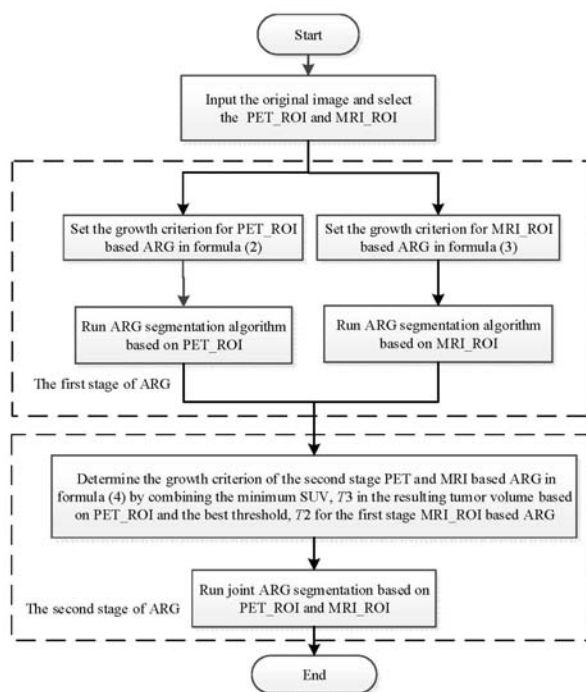 Start
Input the original image and select
the PET_ROI and MRI_ROI
Set the growth criterion for PET_ROI
based ARG in formula (2)
Set the growth criterion for MRI_ROI
based ARG in formula (3)
Run ARG segmentation algorithm
based on PET_ROI
Run ARG segmentation algorithm
based on MRI_ROI
The first stage of ARG
Determine the growth criterion of the second stage PET and MRI based ARG in
formula (4) by combining the minimum SUV, T3 in the resulting tumor volume based
on PET_ROI and the best threshold, T2 for the first stage MRI_ROI based ARG
Run joint ARG segmentation based on
PET_ROI and MRI_ROI
The second stage of ARG
End